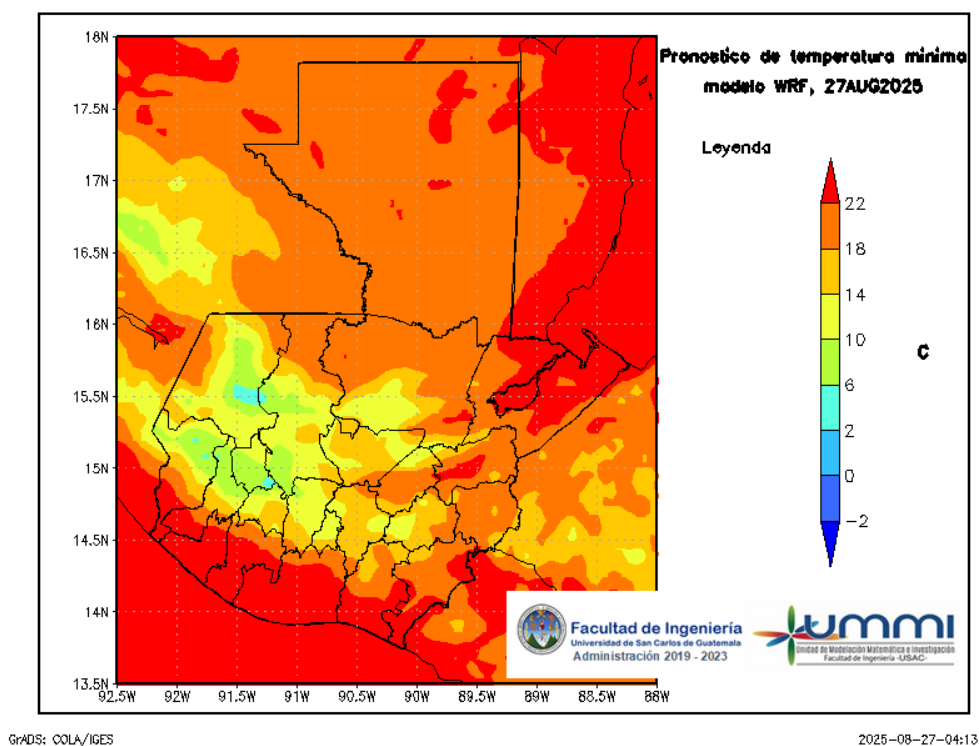 Pronostico de temperatura minima
modelo WRF, 27AUG2025
Leyenda
22
18
14
10
6
2
0
−2
C
18N
17.5N
17N
16.5N
16N
15.5N
15N
14.5N
14N
13.5N
92.5W 92W 91.5W 91W 90.5W 90W 89.5W 89W 88.5W 88W
Facultad de Ingeniería
Universidad de San Carlos de Guatemala
Administración 2019 - 2023
ummi
Unidad de Modelación Matemática e Investigación
Facultad de Ingeniería -USAC-
GrADS: COLA/IGES
2025-08-27-04:13